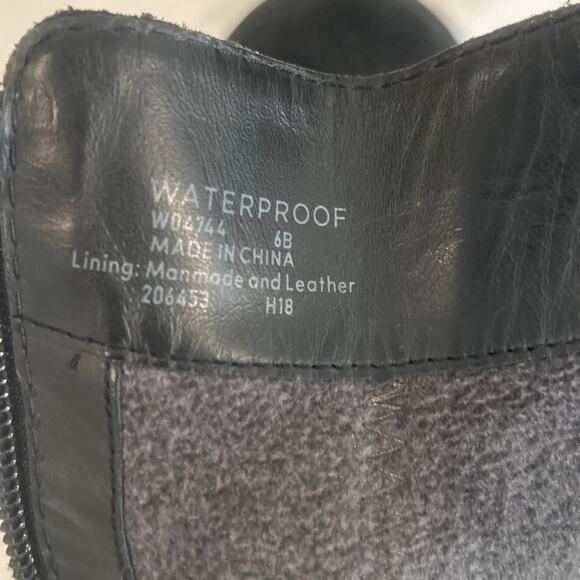 WATERPROOF
W04744 6B
MADE IN CHINA
Lining: Manmade and Leather
206453 H18